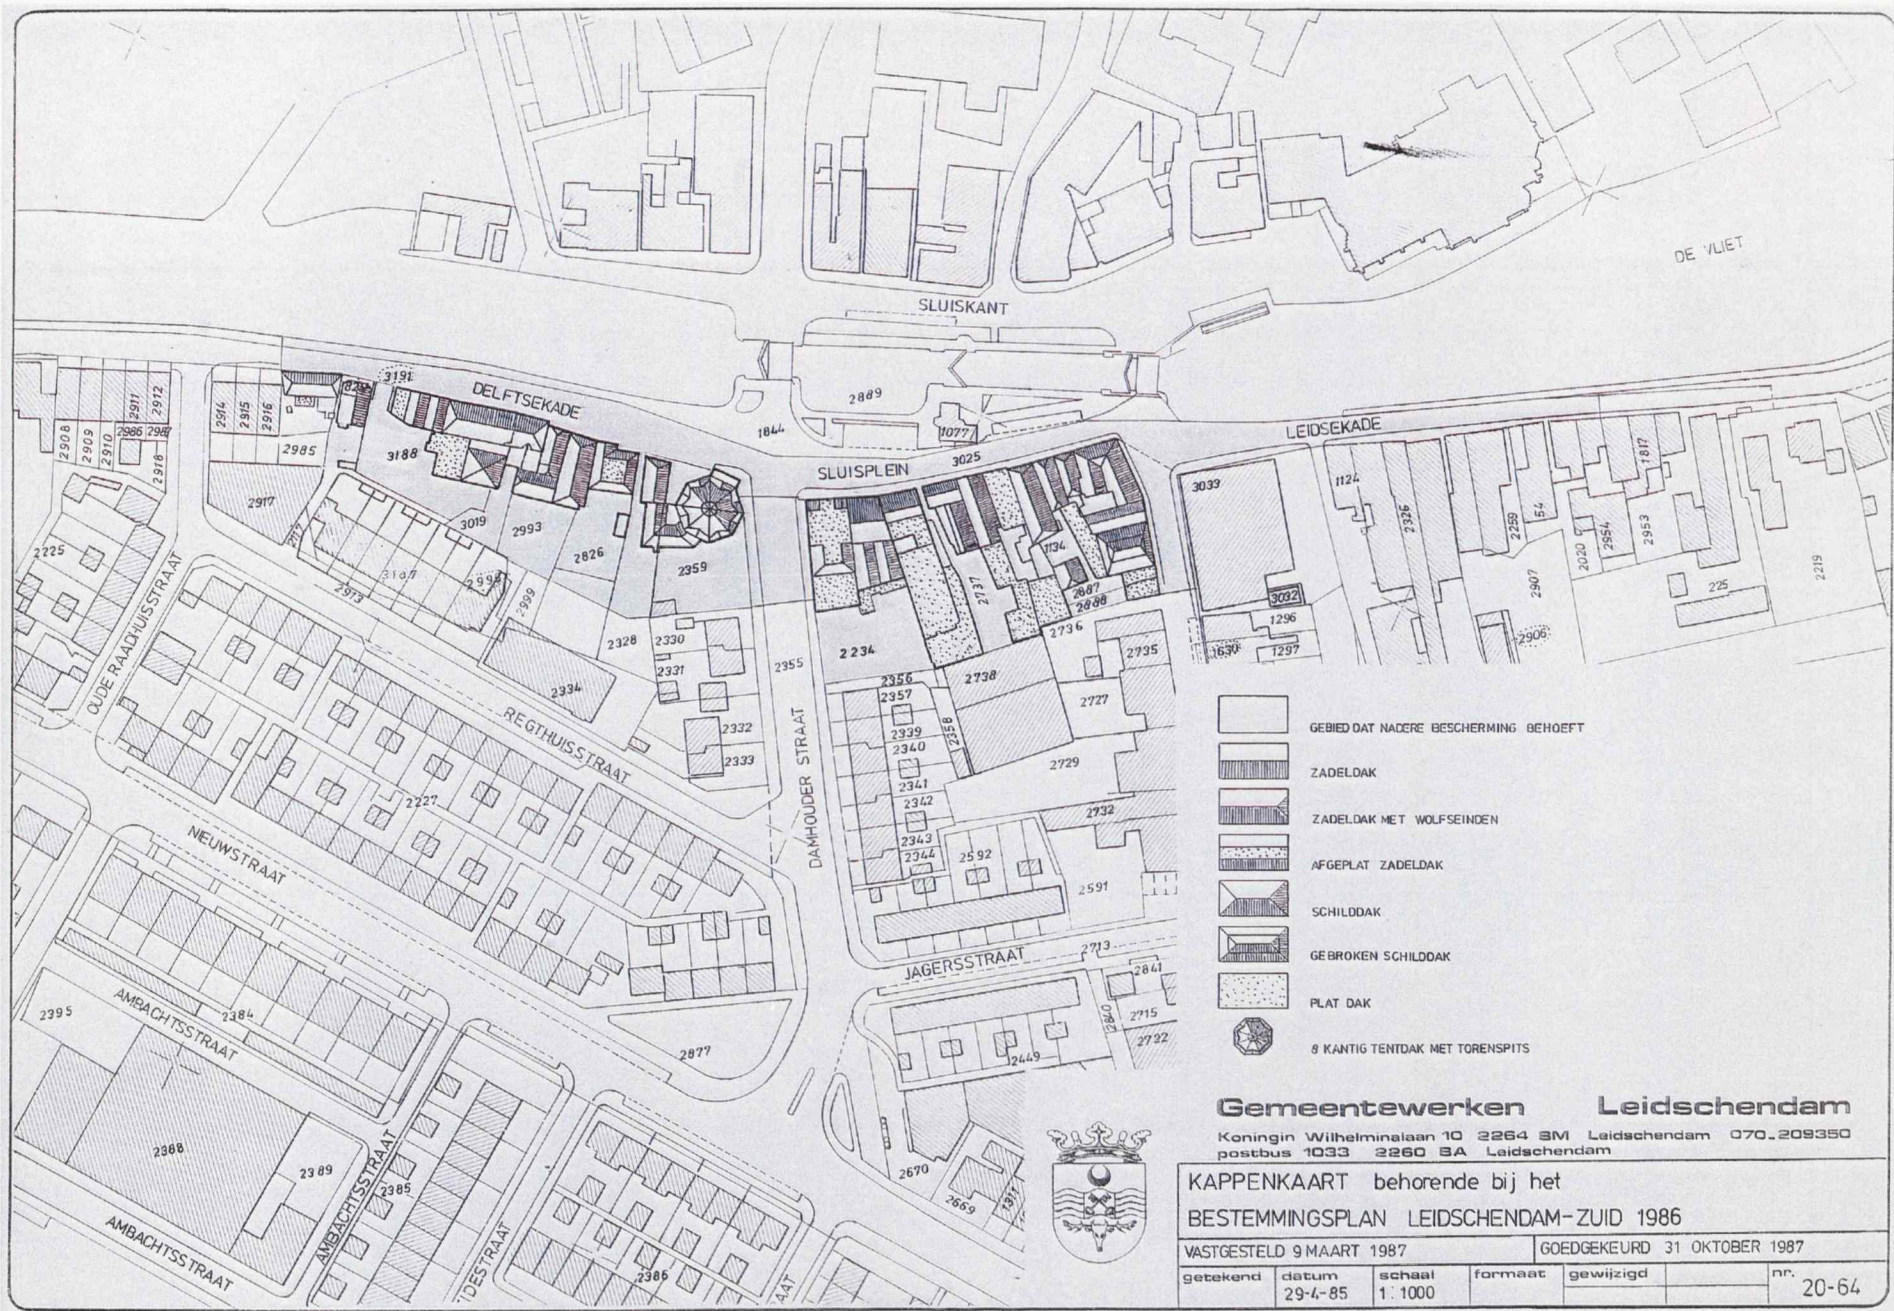 DE VLIET
SLUISKANT
DELFTSEKADE
SLUISPLEIN
LEIDSEKADE
2889
1844
1077
3025
3191
2911
2912
2908
2909
2910
2986
2918
2914
2915
2916
2985
2917
3188
3019
2993
2826
2359
2225
2913
2999
2328
2330
2331
2332
2333
2334
2355
2234
2737
1134
2887
2888
2736
2735
2738
2727
2729
2732
2356
2357
2339
2340
2358
2341
2342
2343
2344
2592
2591
3033
3032
1296
1297
1630
1124
2326
2259
54
2020
2954
2953
1817
2907
2906
225
2219
OUDE RAADHUISSTRAAT
REGTHUISSTRAAT
DAMHOUDER STRAAT
NIEUWSTRAAT
2227
JAGERSSTRAAT
2713
2841
2840
2715
2722
2449
2877
2395
AMBACHTSSTRAAT
2384
2388
2389
AMBACHTSSTRAAT
2385
AMBACHTSSTRAAT
IDESTRAAT
2386
AAT
2670
2669
1311
GEBIED DAT NADERE BESCHERMING BEHOEFT
ZADELDAK
ZADELDAK MET WOLFSEINDEN
AFGEPLAT ZADELDAK
SCHILDDAK
GEBROKEN SCHILDDAK
PLAT DAK
8 KANTIG TENTDAK MET TORENSPITS
Gemeentewerken Leidschendam
Koningin Wilhelminalaan 10 2264 BM Leidschendam 070-209350
postbus 1033 2260 BA Leidschendam
KAPPENKAART behorende bij het
BESTEMMINGSPLAN LEIDSCHENDAM-ZUID 1986
VASTGESTELD 9 MAART 1987 GOEDGEKEURD 31 OKTOBER 1987
getekend datum schaal formaat gewijzigd nr.
29-4-85 1:1000 20-64